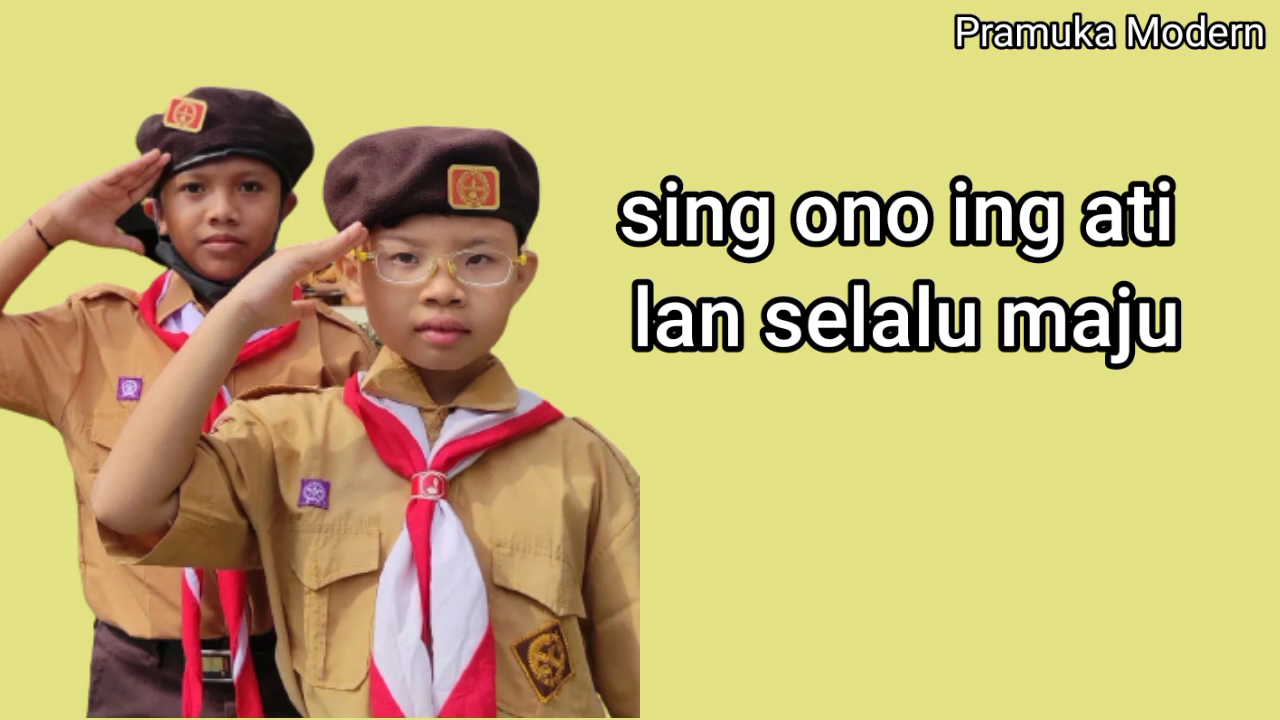 Pramuka Modern
sing ono ing ati
lan selalu maju